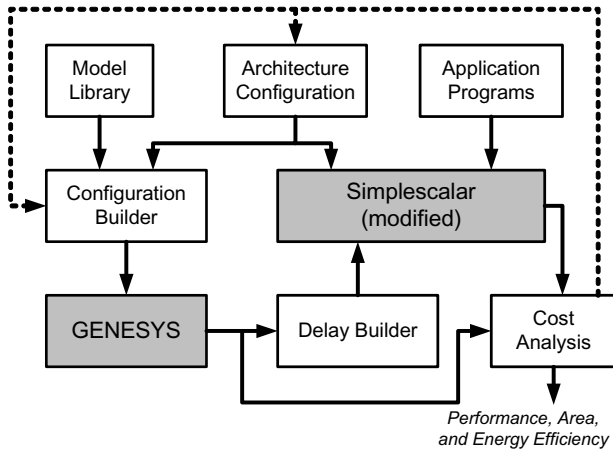 Model
Library
Architecture
Configuration
Application
Programs
Configuration
Builder
Simplescalar
(modified)
GENESYS
Delay Builder
Cost
Analysis
Performance, Area,
and Energy Efficiency